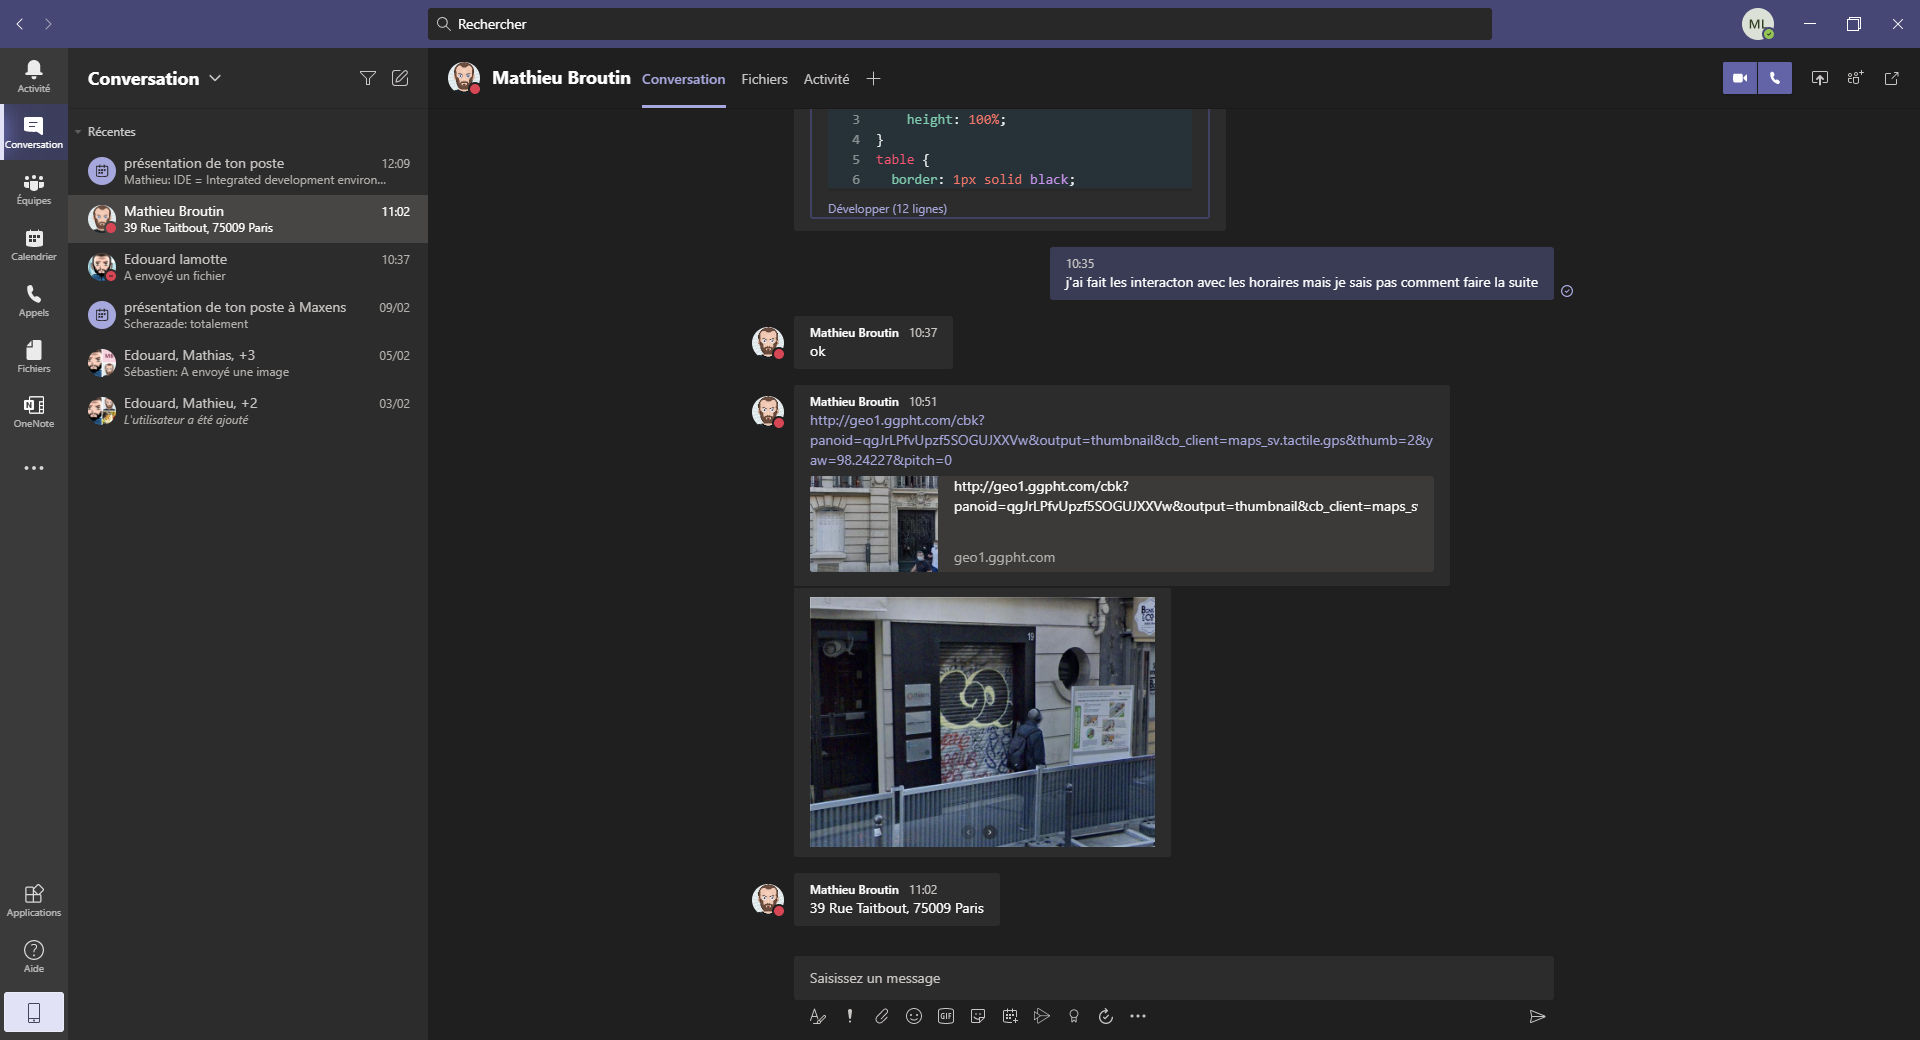 Rechercher
ML
Activité
Conversation
Équipes
Calendrier
Appels
Fichiers
OneNote
Applications
Aide
Conversation
Récentes
présentation de ton poste 12:09
Mathieu: IDE = Integrated development environ...
Mathieu Broutin 11:02
39 Rue Taitbout, 75009 Paris
Edouard lamotte 10:37
A envoyé un fichier
présentation de ton poste à Maxens 09/02
Scherazade: totalement
Edouard, Mathias, +3 05/02
Sébastien: A envoyé une image
Edouard, Mathieu, +2 03/02
L'utilisateur a été ajouté
Mathieu Broutin Conversation Fichiers Activité
3 height: 100%;
4 }
5 table {
6 border: 1px solid black;
Développer (12 lignes)
10:35
j'ai fait les interacton avec les horaires mais je sais pas comment faire la suite
Mathieu Broutin 10:37
ok
Mathieu Broutin 10:51
http://geo1.ggpht.com/cbk?
panoid=qgJrLPfvUpzf5SOGUJXXVw&output=thumbnail&cb_client=maps_sv.tactile.gps&thumb=2&y
aw=98.24227&pitch=0
http://geo1.ggpht.com/cbk?
panoid=qgJrLPfvUpzf5SOGUJXXVw&output=thumbnail&cb_client=maps_s
geo1.ggpht.com
19
Mathieu Broutin 11:02
39 Rue Taitbout, 75009 Paris
Saisissez un message
GIF